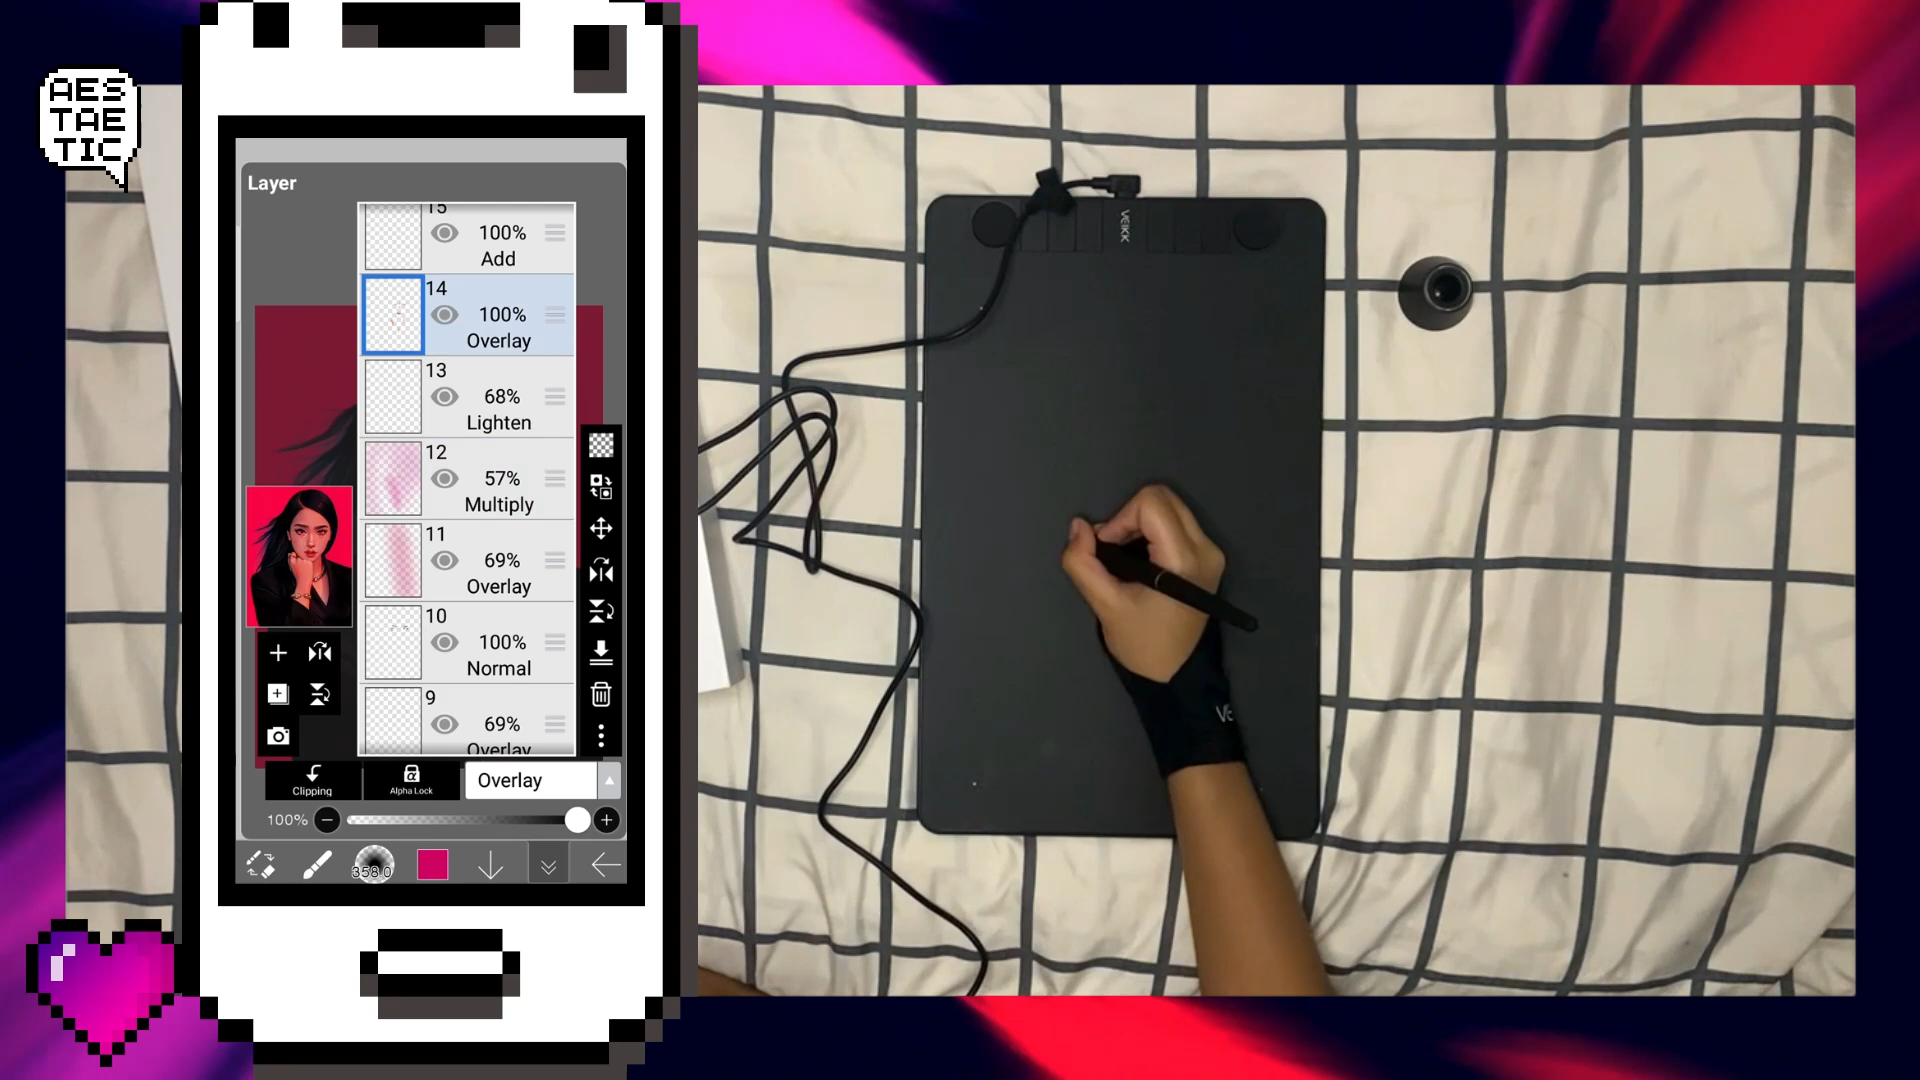 AES
TAE
TIC
Layer
15
100%
Add
14
100%
Overlay
13
68%
Lighten
12
57%
Multiply
11
69%
Overlay
10
100%
Normal
9
69%
Overlay
Clipping
Alpha Lock
Overlay
100%
358.0
VEIKK